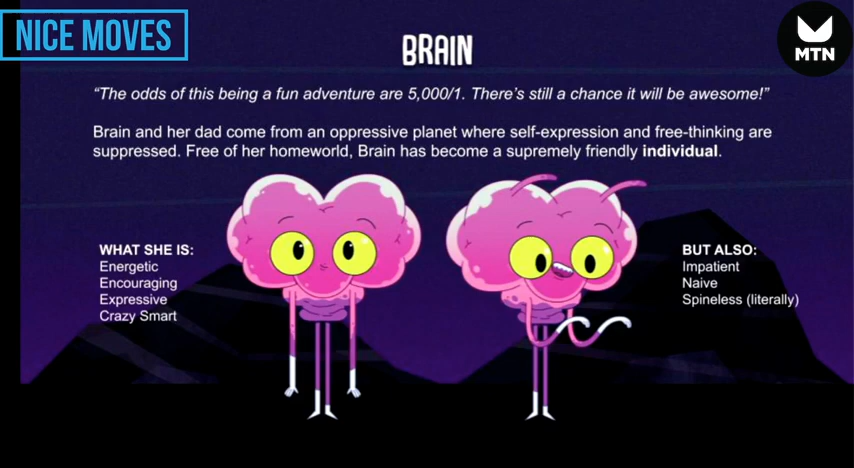 NICE MOVES
MTN
BRAIN
“The odds of this being a fun adventure are 5,000/1. There’s still a chance it will be awesome!”
Brain and her dad come from an oppressive planet where self-expression and free-thinking are
suppressed. Free of her homeworld, Brain has become a supremely friendly individual.
WHAT SHE IS:
Energetic
Encouraging
Expressive
Crazy Smart
BUT ALSO:
Impatient
Naive
Spineless (literally)